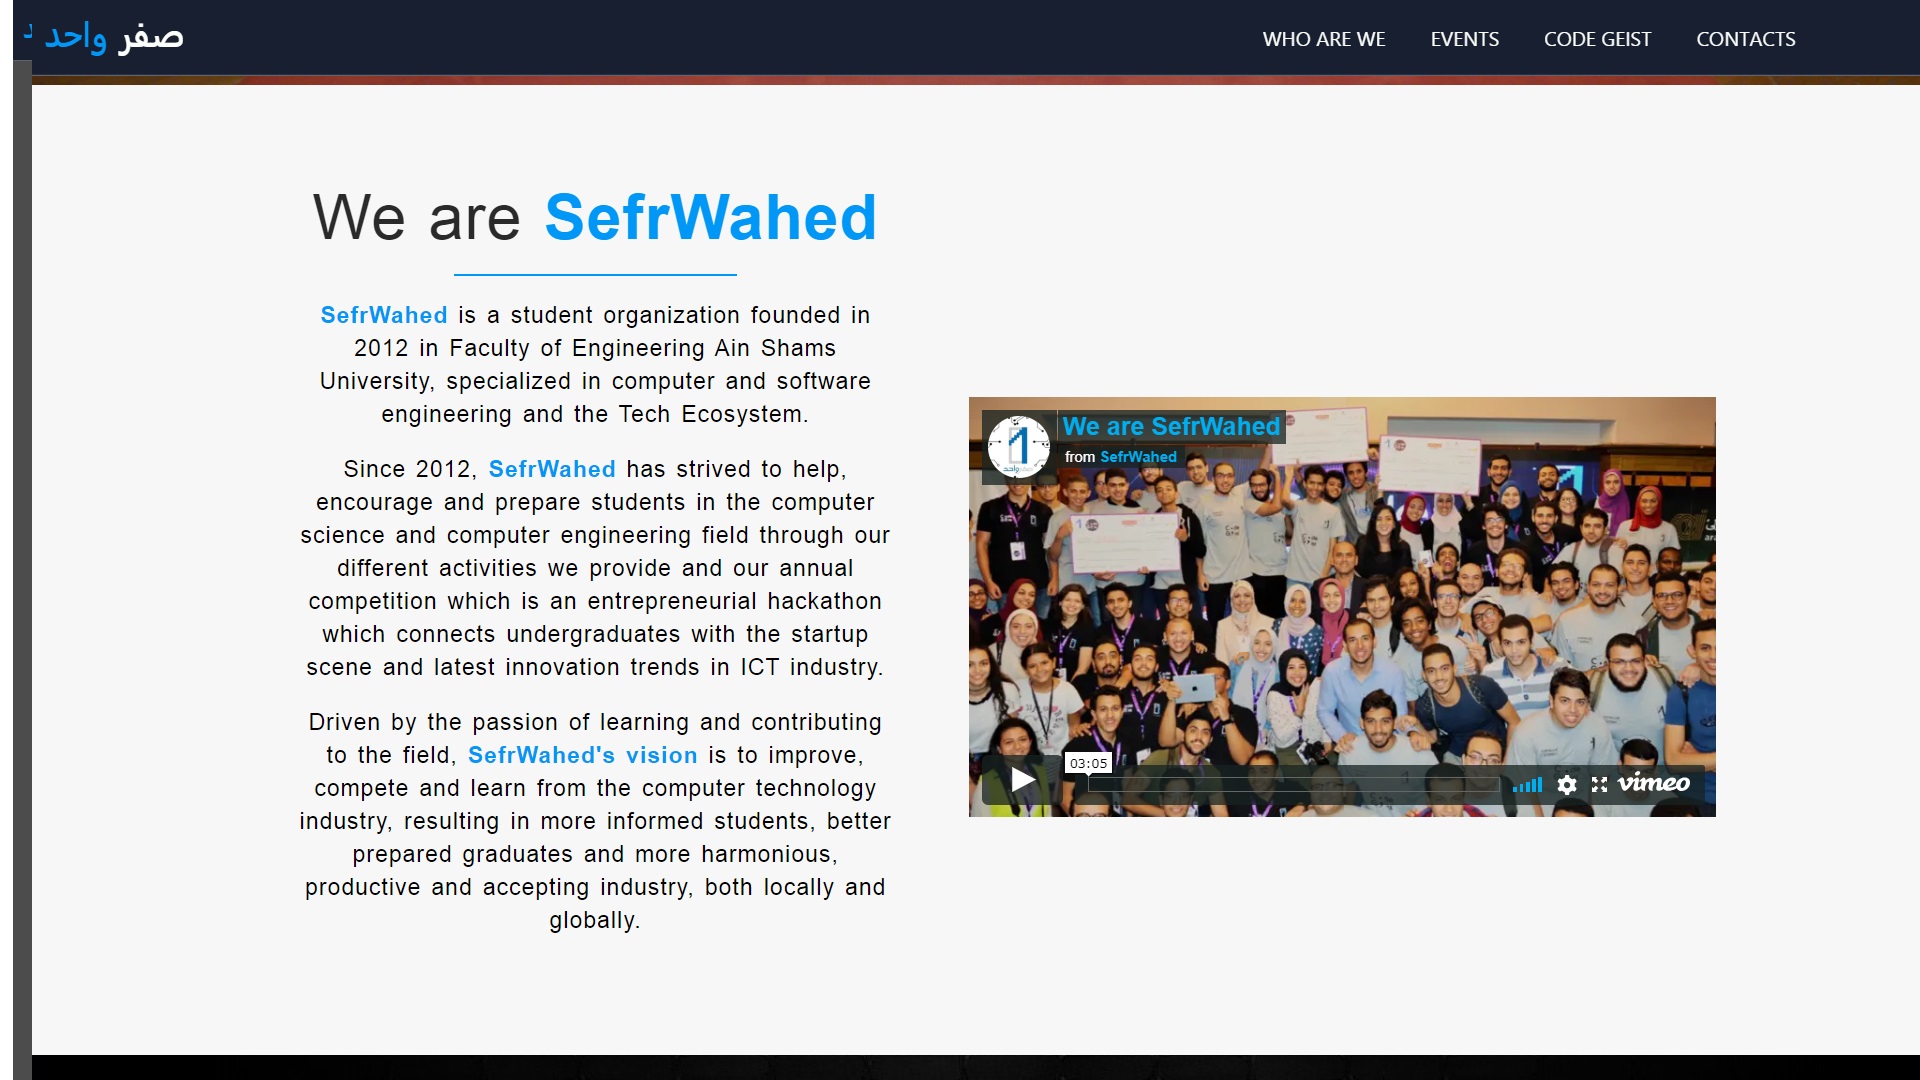 صفر واحد
WHO ARE WE EVENTS CODE GEIST CONTACTS
We are SefrWahed
SefrWahed is a student organization founded in
2012 in Faculty of Engineering Ain Shams
University, specialized in computer and software
engineering and the Tech Ecosystem.
Since 2012, SefrWahed has strived to help,
encourage and prepare students in the computer
science and computer engineering field through our
different activities we provide and our annual
competition which is an entrepreneurial hackathon
which connects undergraduates with the startup
scene and latest innovation trends in ICT industry.
Driven by the passion of learning and contributing
to the field, SefrWahed's vision is to improve,
compete and learn from the computer technology
industry, resulting in more informed students, better
prepared graduates and more harmonious,
productive and accepting industry, both locally and
globally.
We are SefrWahed
from SefrWahed
03:05
vimeo